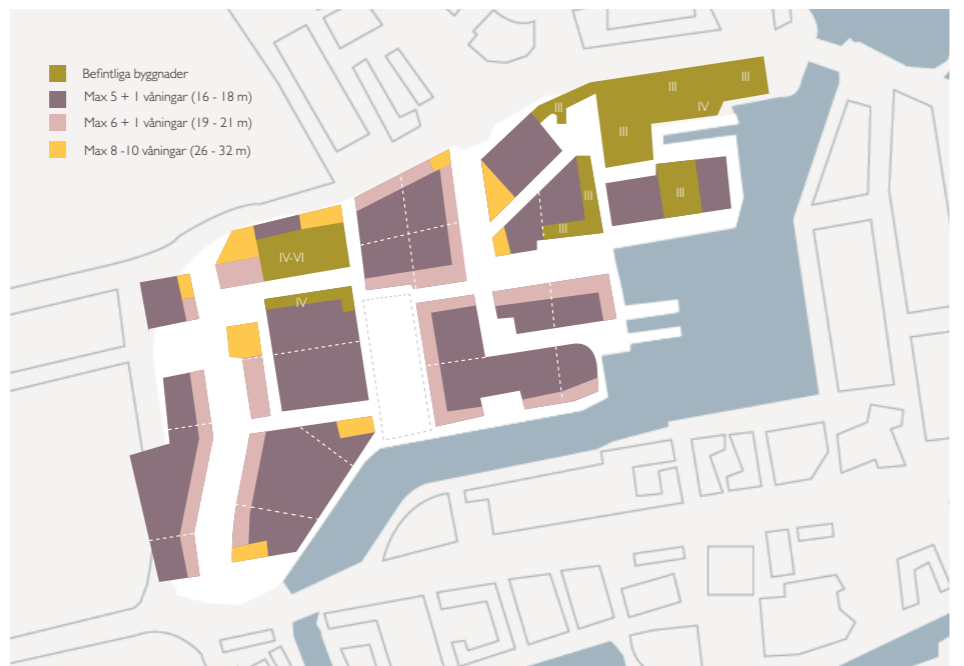 Befintliga byggnader
Max 5 + 1 våningar (16 - 18 m)
Max 6 + 1 våningar (19 - 21 m)
Max 8 -10 våningar (26 - 32 m)
III
III
III
IV
III
III
III
III
IV-VI
IV